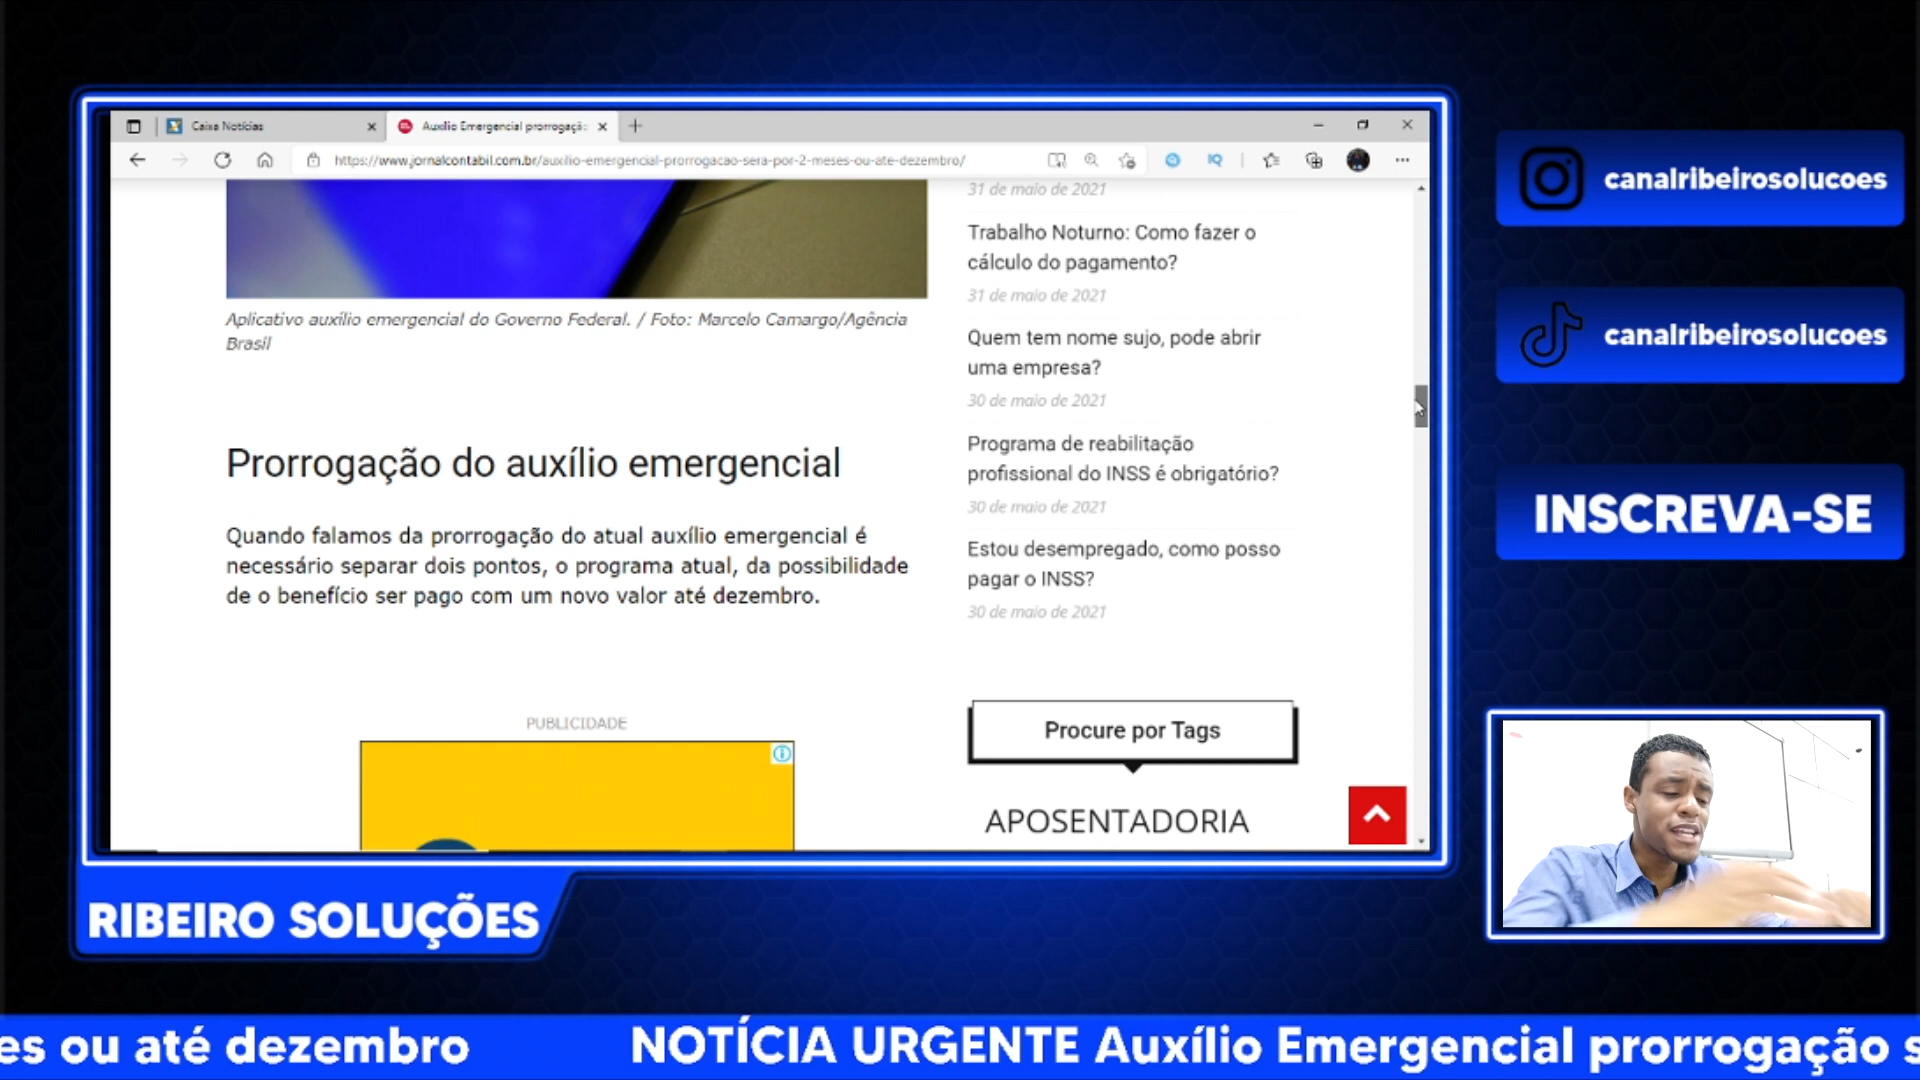 Caixa Notícias
Auxílio Emergencial prorrogaçã
https://www.jornalcontabil.com.br/auxilio-emergencial-prorrogacao-sera-por-2-meses-ou-ate-dezembro/
Aplicativo auxílio emergencial do Governo Federal. / Foto: Marcelo Camargo/Agência
Brasil
Prorrogação do auxílio emergencial
Quando falamos da prorrogação do atual auxílio emergencial é
necessário separar dois pontos, o programa atual, da possibilidade
de o benefício ser pago com um novo valor até dezembro.
PUBLICIDADE
31 de maio de 2021
Trabalho Noturno: Como fazer o
cálculo do pagamento?
31 de maio de 2021
Quem tem nome sujo, pode abrir
uma empresa?
30 de maio de 2021
Programa de reabilitação
profissional do INSS é obrigatório?
30 de maio de 2021
Estou desempregado, como posso
pagar o INSS?
30 de maio de 2021
Procure por Tags
APOSENTADORIA
canalribeirosolucoes
canalribeirosolucoes
INSCREVA-SE
RIBEIRO SOLUÇÕES
es ou até dezembro NOTÍCIA URGENTE Auxílio Emergencial prorrogação s